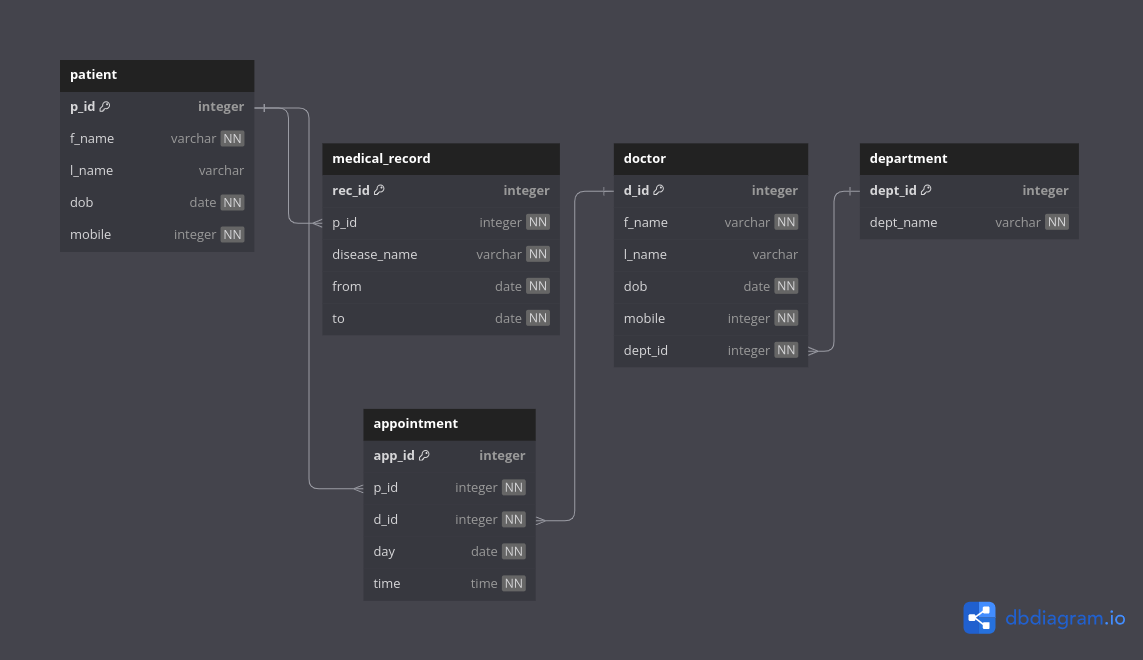 patient
p_id integer
f_name varchar NN
l_name varchar
dob date NN
mobile integer NN
medical_record
rec_id integer
p_id integer NN
disease_name varchar NN
from date NN
to date NN
doctor
d_id integer
f_name varchar NN
l_name varchar
dob date NN
mobile integer NN
dept_id integer NN
department
dept_id integer
dept_name varchar NN
appointment
app_id integer
p_id integer NN
d_id integer NN
day date NN
time time NN
dbdiagram.io